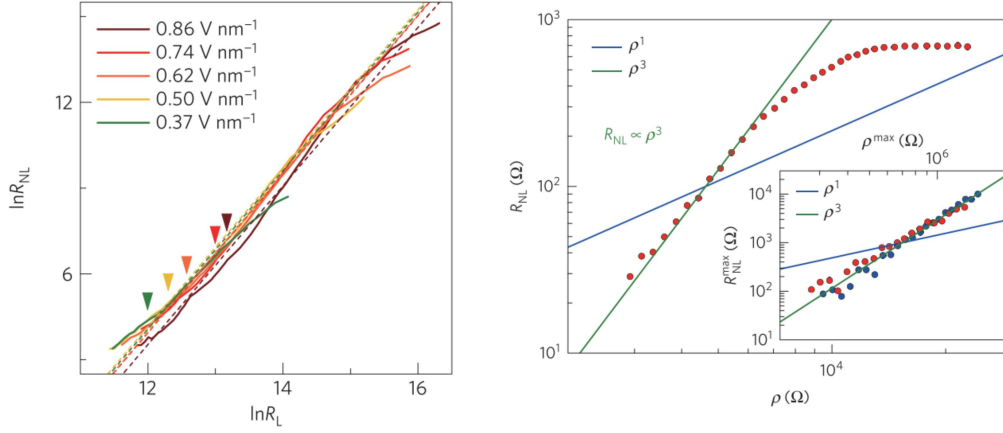 0.86 V nm⁻¹
0.74 V nm⁻¹
0.62 V nm⁻¹
0.50 V nm⁻¹
0.37 V nm⁻¹
12
6
lnR_NL
12
14
16
lnR_L
10³
10²
10¹
R_NL (Ω)
ρ¹
ρ³
R_NL ∝ ρ³
10⁴
ρ (Ω)
ρ^max (Ω)
10⁶
ρ¹
ρ³
10⁴
10³
10²
10¹
R_NL^max (Ω)